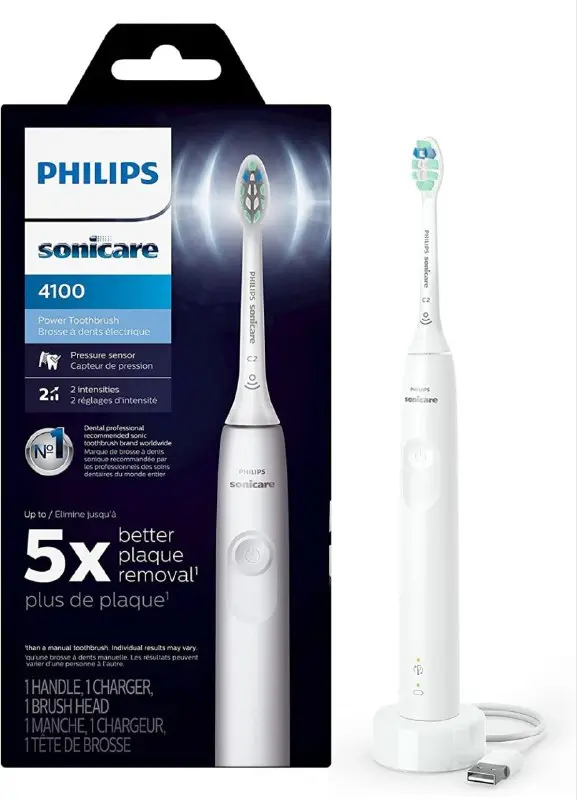 PHILIPS
sonicare
4100
Power Toothbrush
Brosse à dents électrique
Pressure sensor
Capteur de pression
2 intensities
2 réglages d'intensité
2
Nº1
Dental professional
recommended sonic
toothbrush brand worldwide
Marque de brosse à dents
sonique recommandée par
les professionnels des soins
dentaires du monde entier
Up to / Élimine jusqu'à
5x
better
plaque
removal¹
plus de plaque¹
¹than a manual toothbrush. Individual results may vary.
¹qu'une brosse à dents manuelle. Les résultats peuvent
varier d'une personne à l'autre.
1 HANDLE, 1 CHARGER,
1 BRUSH HEAD
1 MANCHE, 1 CHARGEUR,
1 TÊTE DE BROSSE
PHILIPS sonicare
C2
PHILIPS
sonicare
PHILIPS sonicare
C2
PHILIPS
sonicare